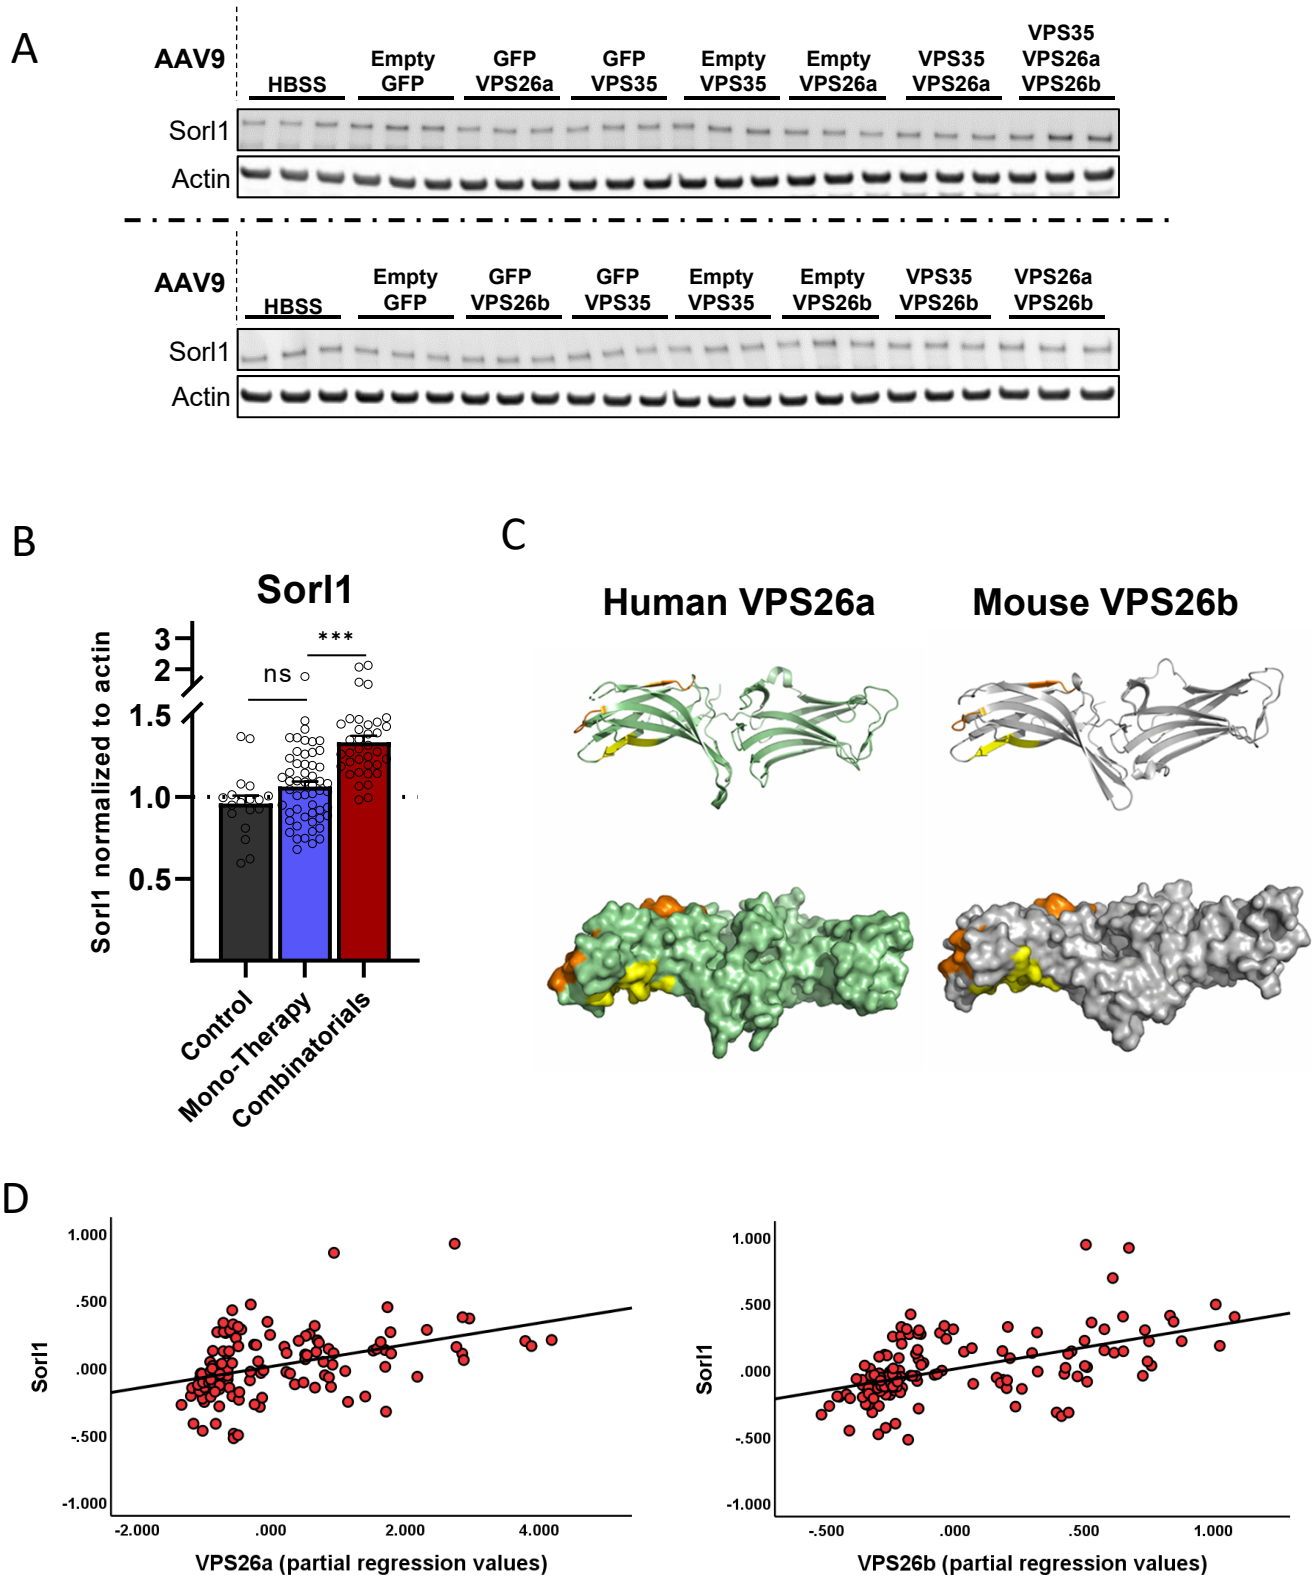 A
AAV9
HBSS
Empty
GFP
GFP
VPS26a
GFP
VPS35
Empty
VPS35
Empty
VPS26a
VPS35
VPS26a
VPS35
VPS26a
VPS26b
Sorl1
Actin
AAV9
HBSS
Empty
GFP
GFP
VPS26b
GFP
VPS35
Empty
VPS35
Empty
VPS26b
VPS35
VPS26b
VPS26a
VPS26b
Sorl1
Actin
B
Sorl1
Sorl1 normalized to actin
3
2
1.5
1.0
0.5
ns
***
Control
Mono-Therapy
Combinatorials
C
Human VPS26a
Mouse VPS26b
D
Sorl1
1.000
.500
.000
-.500
-1.000
-2.000 .000 2.000 4.000
VPS26a (partial regression values)
Sorl1
1.000
.500
.000
-.500
-1.000
-.500 .000 .500 1.000
VPS26b (partial regression values)